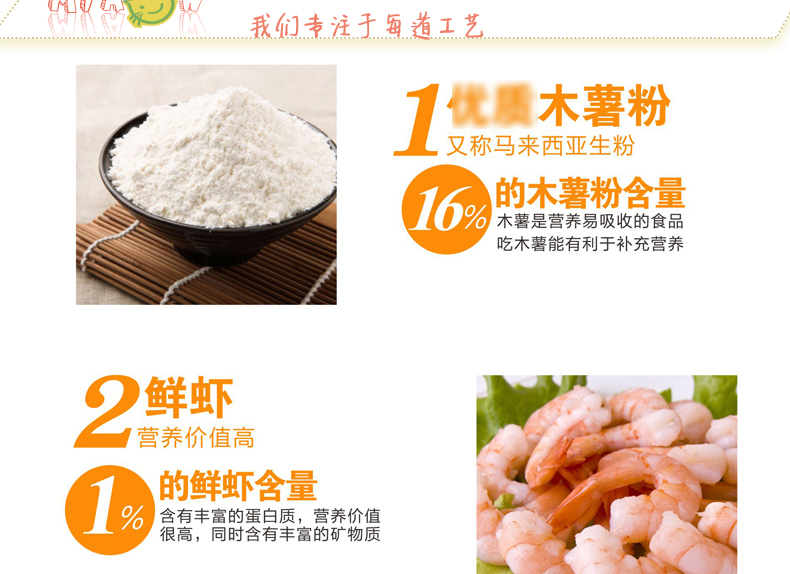 我们专注于每道工艺
1
木薯粉
又称马来西亚生粉
16%
的木薯粉含量
木薯是营养易吸收的食品
吃木薯能有利于补充营养
2
鲜虾
营养价值高
1%
的鲜虾含量
含有丰富的蛋白质，营养价值
很高，同时含有丰富的矿物质